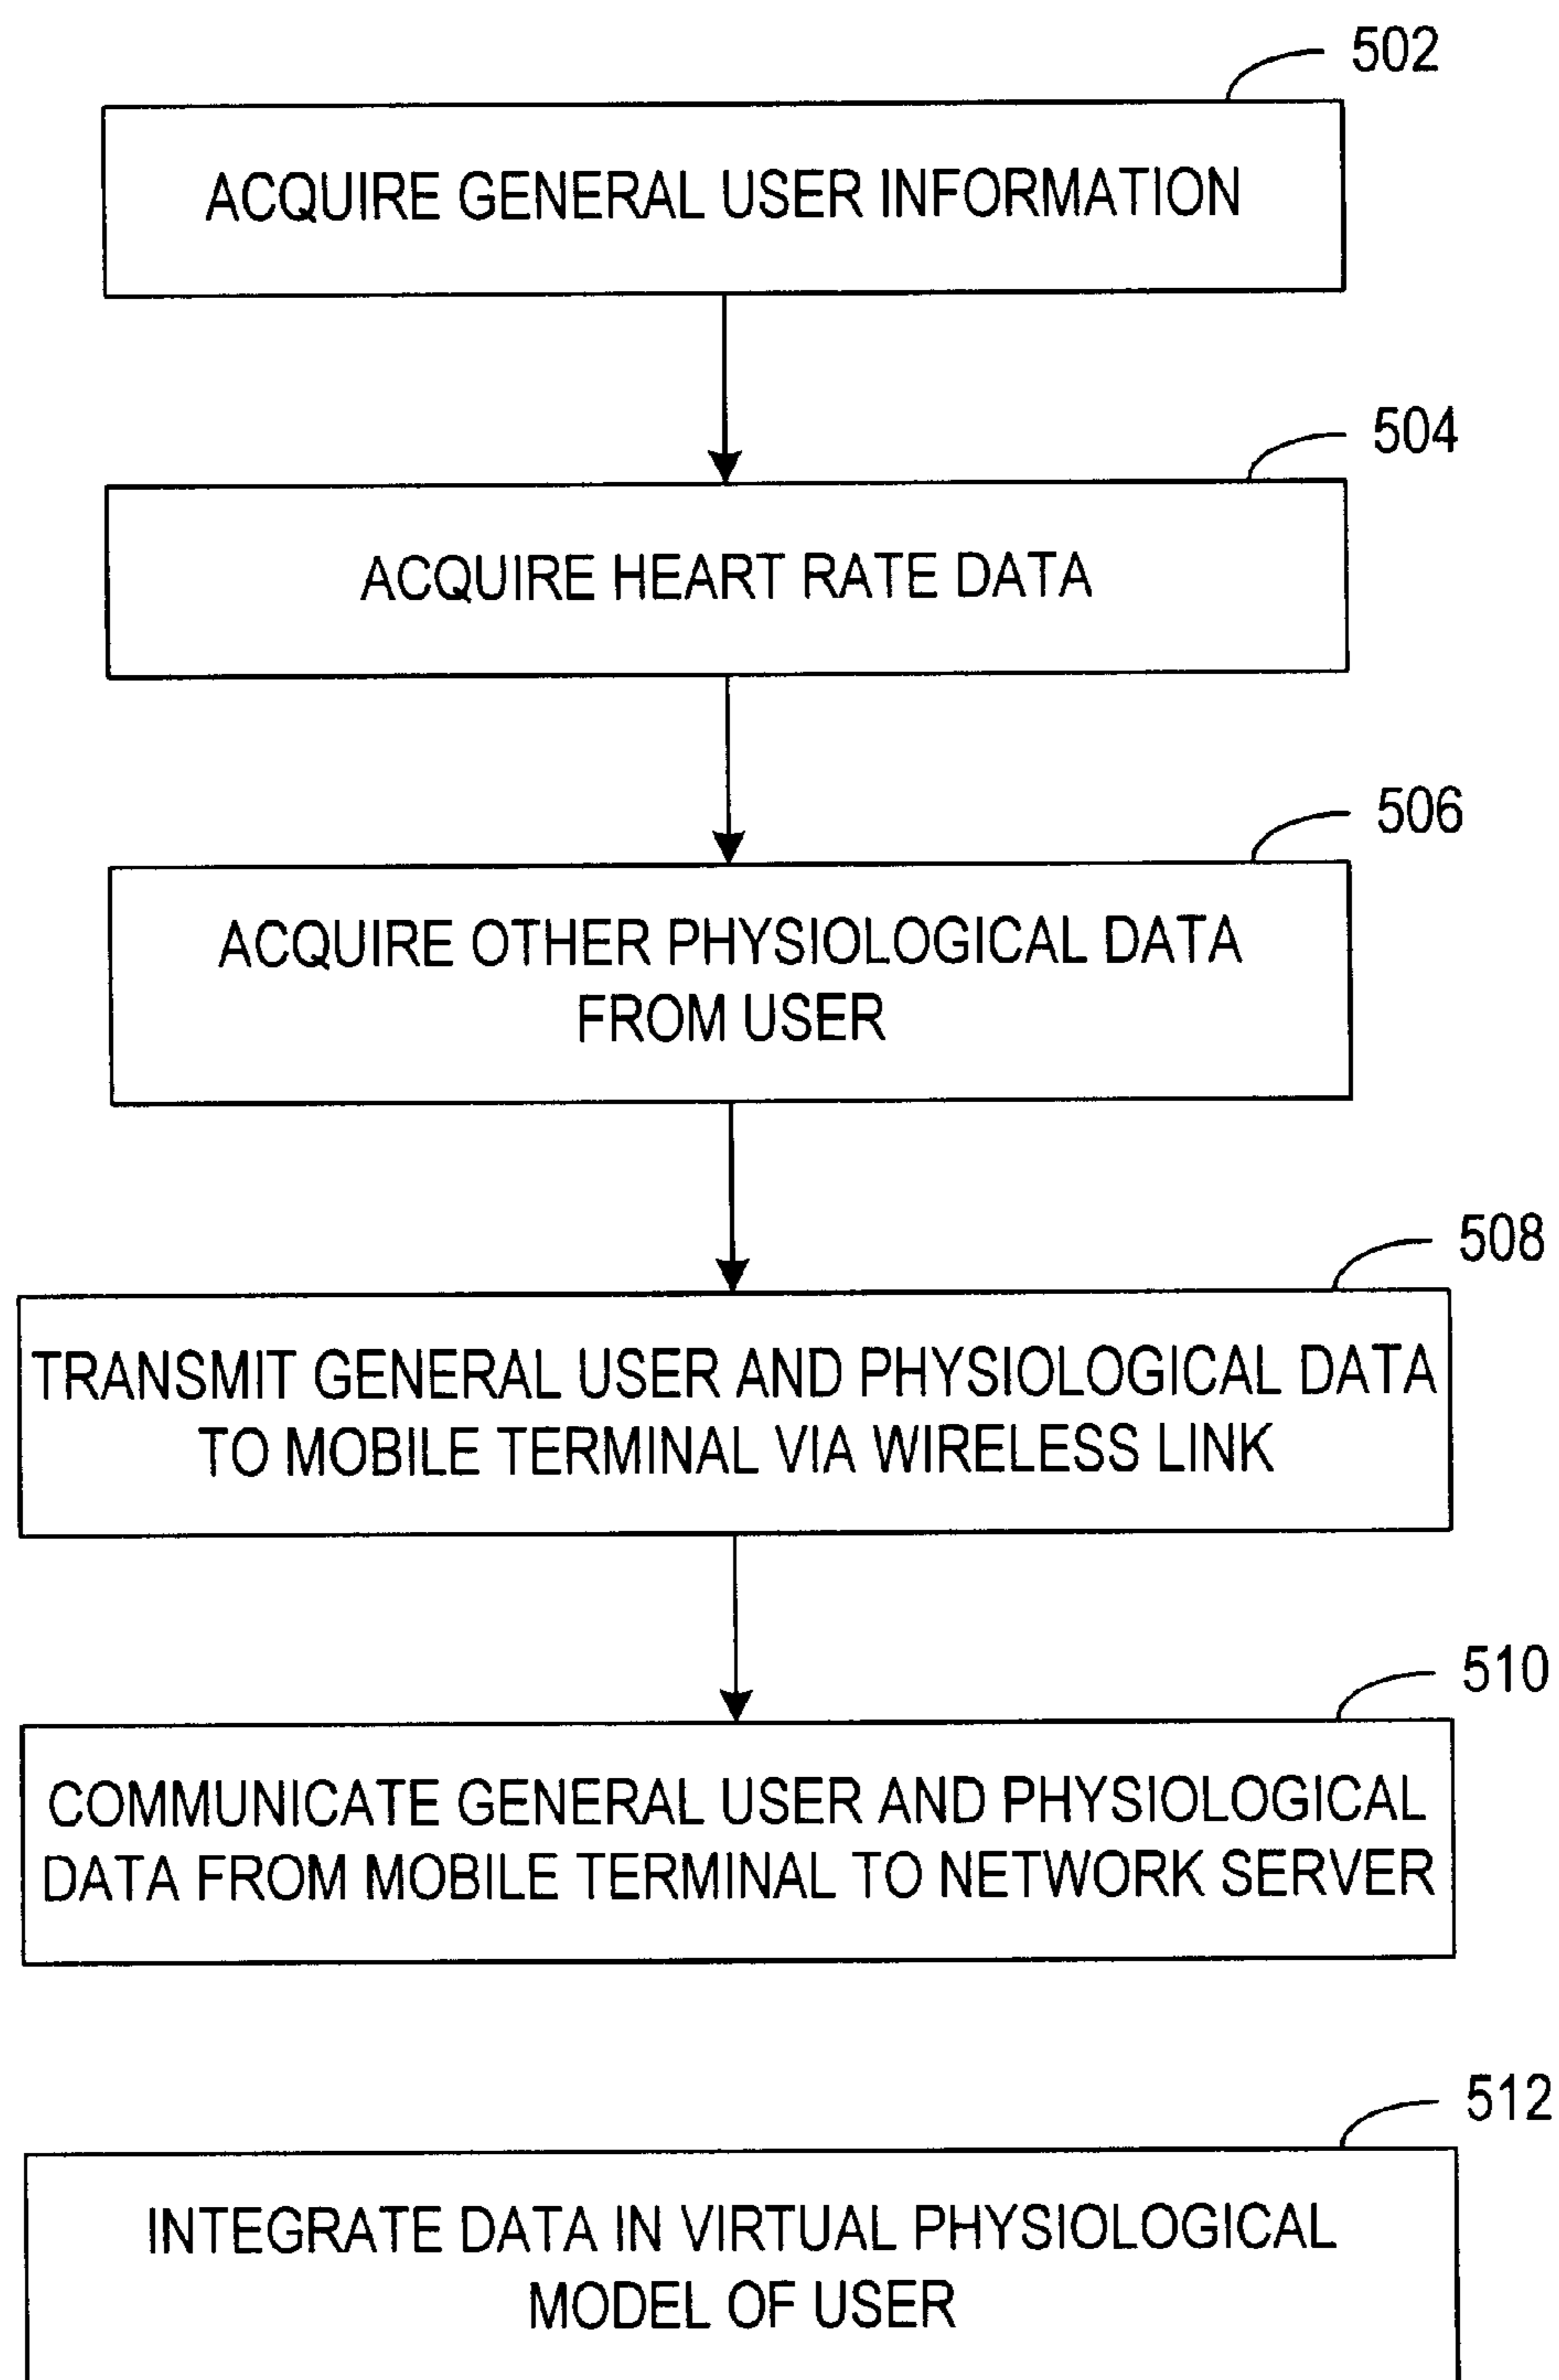 502
ACQUIRE GENERAL USER INFORMATION
504
ACQUIRE HEART RATE DATA
506
ACQUIRE OTHER PHYSIOLOGICAL DATA
FROM USER
508
TRANSMIT GENERAL USER AND PHYSIOLOGICAL DATA
TO MOBILE TERMINAL VIA WIRELESS LINK
510
COMMUNICATE GENERAL USER AND PHYSIOLOGICAL
DATA FROM MOBILE TERMINAL TO NETWORK SERVER
512
INTEGRATE DATA IN VIRTUAL PHYSIOLOGICAL
MODEL OF USER